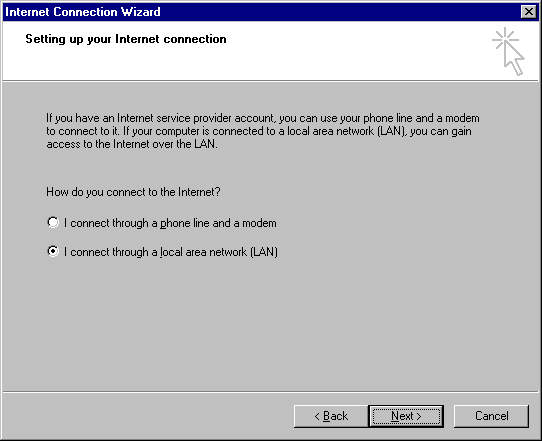 Internet Connection Wizard
Setting up your Internet connection
If you have an Internet service provider account, you can use your phone line and a modem
to connect to it. If your computer is connected to a local area network (LAN), you can gain
access to the Internet over the LAN.
How do you connect to the Internet?
I connect through a phone line and a modem
I connect through a local area network (LAN)
< Back
Next >
Cancel